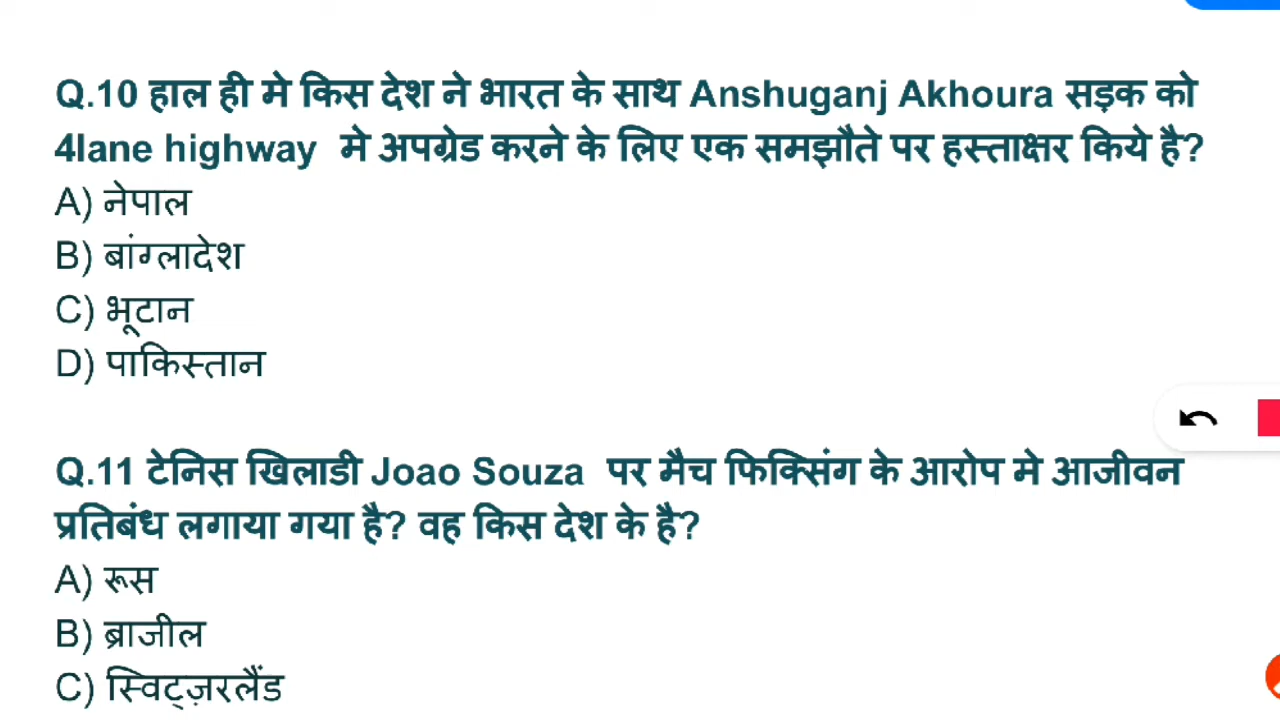 Q.10 हाल ही मे किस देश ने भारत के साथ Anshuganj Akhoura सड़क को
4lane highway मे अपग्रेड करने के लिए एक समझौते पर हस्ताक्षर किये है?
A) नेपाल
B) बांग्लादेश
C) भूटान
D) पाकिस्तान
Q.11 टेनिस खिलाडी Joao Souza पर मैच फिक्सिंग के आरोप मे आजीवन
प्रतिबंध लगाया गया है? वह किस देश के है?
A) रूस
B) ब्राजील
C) स्विट्ज़रलैंड